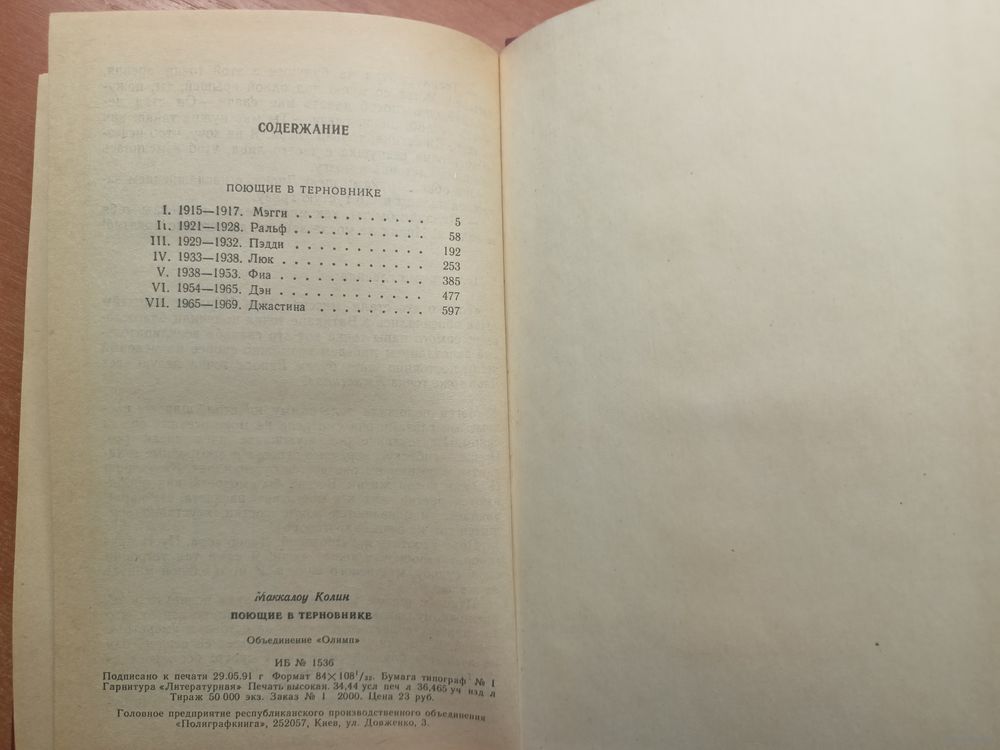 СОДЕРЖАНИЕ
ПОЮЩИЕ В ТЕРНОВНИКЕ
I. 1915—1917. Мэгги . . . . . . . . . . . 5
II. 1921—1928. Ральф . . . . . . . . . . . 58
III. 1929—1932. Пэдди . . . . . . . . . . . 192
IV. 1933—1938. Люк . . . . . . . . . . . . 253
V. 1938—1953. Фиа . . . . . . . . . . . . 385
VI. 1954—1965. Дэн . . . . . . . . . . . . 477
VII. 1965—1969. Джастина . . . . . . . . . 597
Маккалоу Колин
ПОЮЩИЕ В ТЕРНОВНИКЕ
Объединение «Олимп»
ИБ № 1536
Подписано к печати 29.05.91 г Формат 84×108¹/₃₂. Бумага типограф № 1
Гарнитура «Литературная» Печать высокая. 34,44 усл печ л 36,465 уч изд л
Тираж 50 000 экз. Заказ № 1 2000. Цена 23 руб.
Головное предприятие республиканского производственного объединения
«Полиграфкнига», 252057, Киев, ул. Довженко, 3.